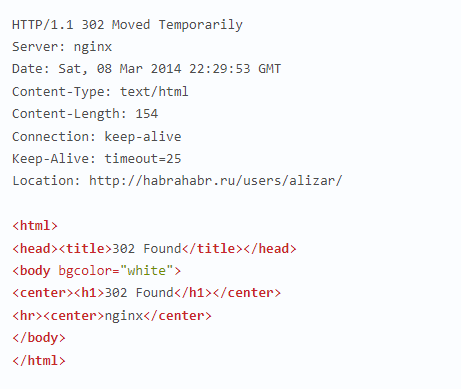 HTTP/1.1 302 Moved Temporarily
Server: nginx
Date: Sat, 08 Mar 2014 22:29:53 GMT
Content-Type: text/html
Content-Length: 154
Connection: keep-alive
Keep-Alive: timeout=25
Location: http://habrahabr.ru/users/alizar/

<html>
<head><title>302 Found</title></head>
<body bgcolor="white">
<center><h1>302 Found</h1></center>
<hr><center>nginx</center>
</body>
</html>